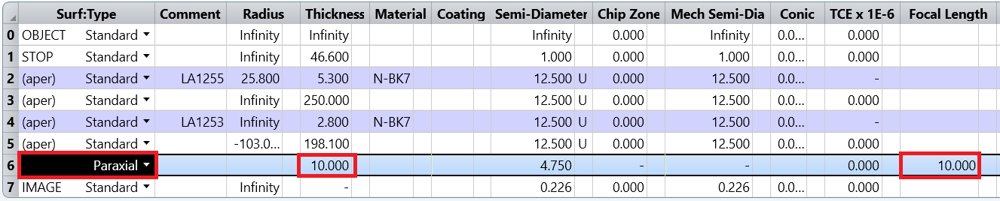 Surf:Type Comment Radius Thickness Material Coating Semi-Diameter Chip Zone Mech Semi-Dia Conic TCE x 1E-6 Focal Length
0 OBJECT Standard Infinity Infinity Infinity 0.000 Infinity 0.0... 0.000
1 STOP Standard Infinity 46.600 1.000 0.000 1.000 0.0... 0.000
2 (aper) Standard LA1255 25.800 5.300 N-BK7 12.500 U 0.000 12.500 0.0... -
3 (aper) Standard Infinity 250.000 12.500 U 0.000 12.500 0.0... 0.000
4 (aper) Standard LA1253 Infinity 2.800 N-BK7 12.500 U 0.000 12.500 0.0... -
5 (aper) Standard -103.0... 198.100 12.500 U 0.000 12.500 0.0... 0.000
6 Paraxial 10.000 4.750 - - 0.000 10.000
7 IMAGE Standard Infinity - 0.226 0.000 0.226 0.0... 0.000